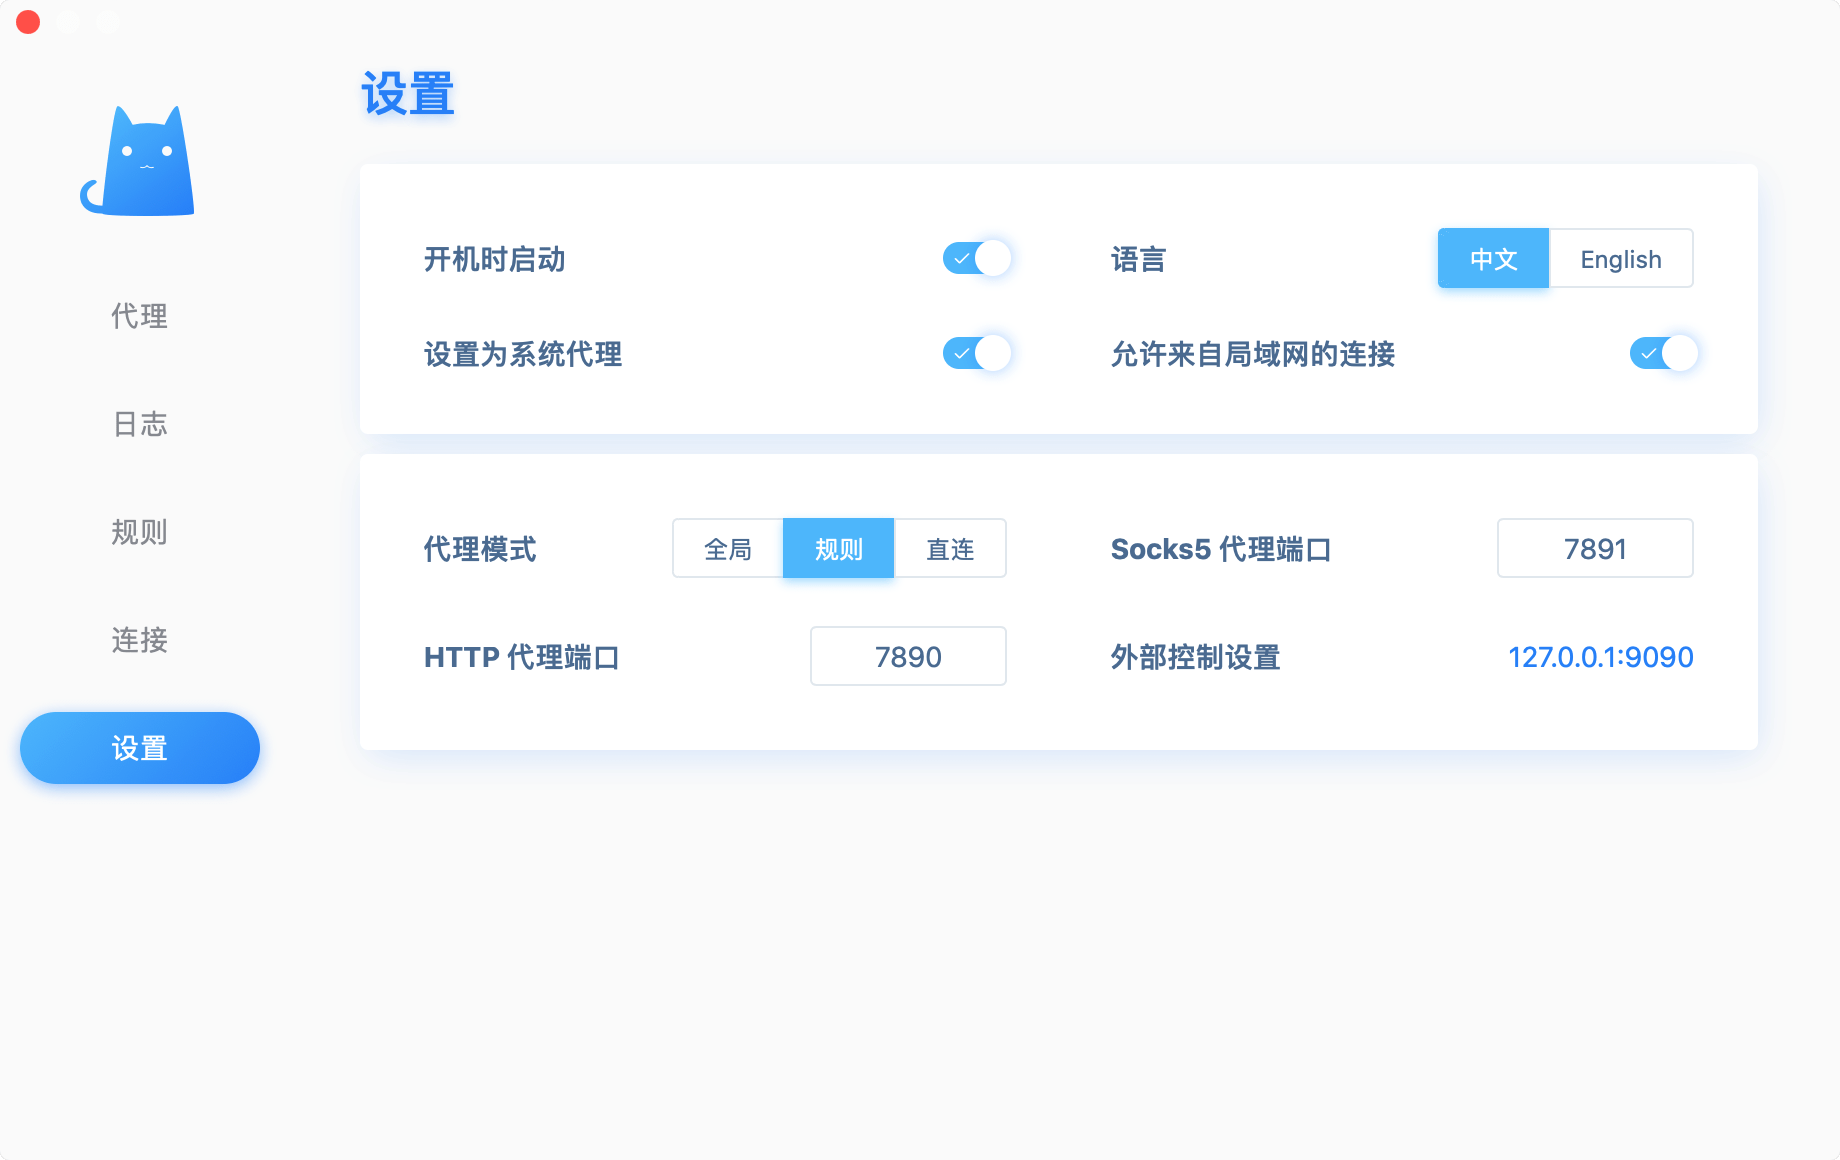 设置
代理
日志
规则
连接
设置
开机时启动
语言 中文 English
设置为系统代理
允许来自局域网的连接
代理模式 全局 规则 直连
Socks5 代理端口 7891
HTTP 代理端口 7890
外部控制设置 127.0.0.1:9090